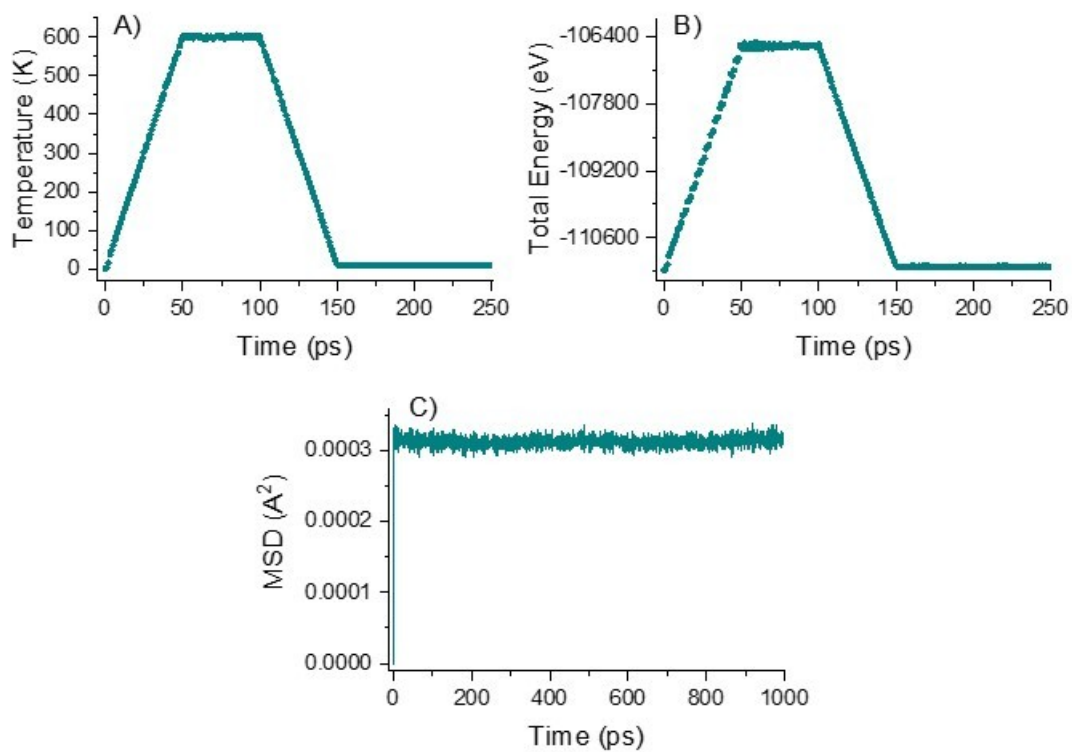 A)
Temperature (K)
600
500
400
300
200
100
0
0 50 100 150 200 250
Time (ps)
B)
Total Energy (eV)
-106400
-107800
-109200
-110600
0 50 100 150 200 250
Time (ps)
C)
MSD (A²)
0.0003
0.0002
0.0001
0.0000
0 200 400 600 800 1000
Time (ps)